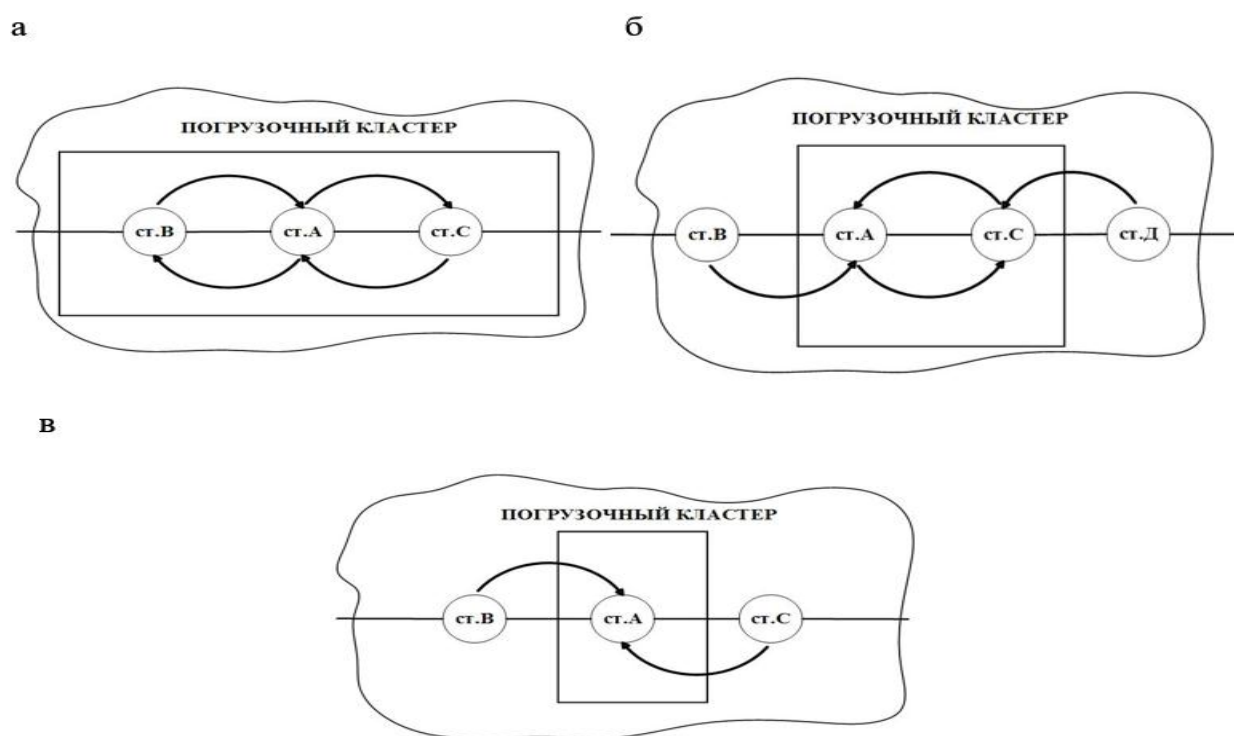 а
ПОГРУЗОЧНЫЙ КЛАСТЕР
ст.В ст.А ст.С
б
ПОГРУЗОЧНЫЙ КЛАСТЕР
ст.В ст.А ст.С ст.Д
в
ПОГРУЗОЧНЫЙ КЛАСТЕР
ст.В ст.А ст.С